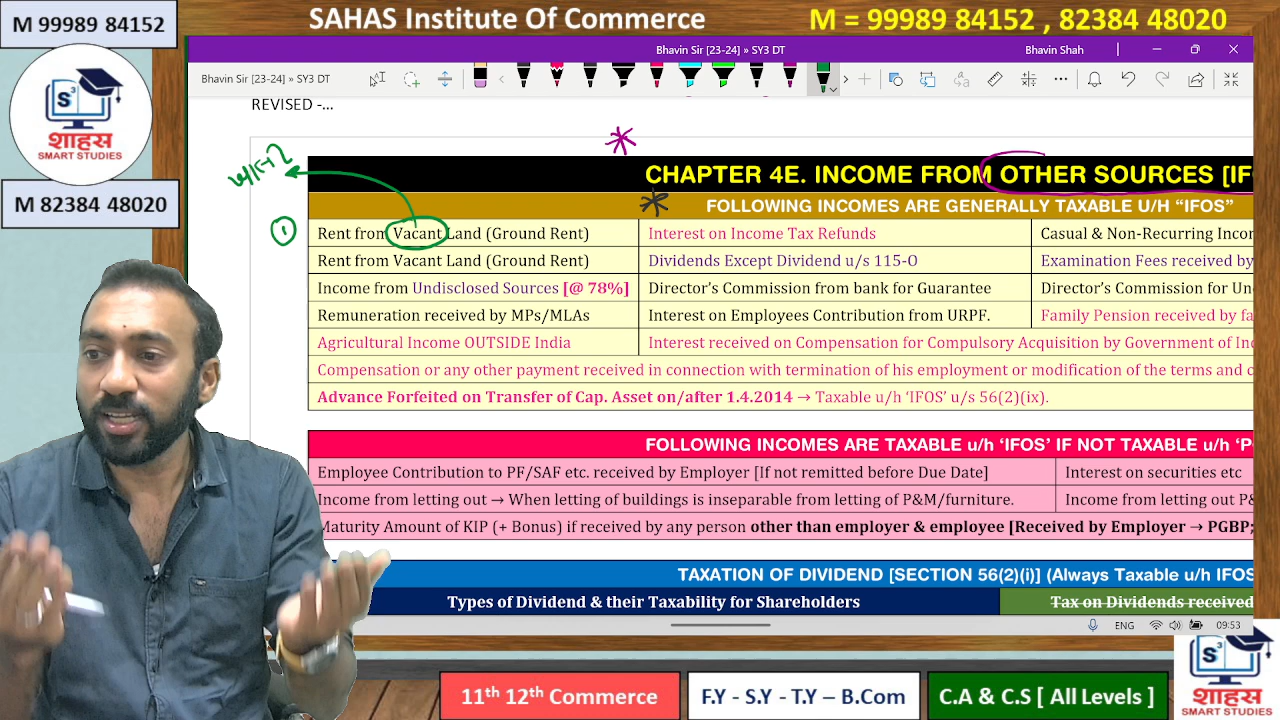 M 99989 84152
SAHAS Institute Of Commerce
M = 99989 84152 , 82384 48020
S³
शाहस
SMART STUDIES
M 82384 48020
Bhavin Sir [23-24] » SY3 DT
Bhavin Shah
Bhavin Sir [23-24] » SY3 DT
REVISED -...
CHAPTER 4E. INCOME FROM OTHER SOURCES [IF
FOLLOWING INCOMES ARE GENERALLY TAXABLE U/H “IFOS”
1
Rent from Vacant Land (Ground Rent)
Interest on Income Tax Refunds
Casual & Non-Recurring Incor
Rent from Vacant Land (Ground Rent)
Dividends Except Dividend u/s 115-O
Examination Fees received by
Income from Undisclosed Sources [@ 78%]
Director’s Commission from bank for Guarantee
Director’s Commission for Un
Remuneration received by MPs/MLAs
Interest on Employees Contribution from URPF.
Family Pension received by fa
Agricultural Income OUTSIDE India
Interest received on Compensation for Compulsory Acquisition by Government of Inc
Compensation or any other payment received in connection with termination of his employment or modification of the terms and c
Advance Forfeited on Transfer of Cap. Asset on/after 1.4.2014 → Taxable u/h ‘IFOS’ u/s 56(2)(ix).
FOLLOWING INCOMES ARE TAXABLE u/h ‘IFOS’ IF NOT TAXABLE u/h ‘P
Employee Contribution to PF/SAF etc. received by Employer [If not remitted before Due Date]
Interest on securities etc
Income from letting out → When letting of buildings is inseparable from letting of P&M/furniture.
Income from letting out P&
Maturity Amount of KIP (+ Bonus) if received by any person other than employer & employee [Received by Employer → PGBP;
TAXATION OF DIVIDEND [SECTION 56(2)(i)] (Always Taxable u/h IFOS
Types of Dividend & their Taxability for Shareholders
Tax on Dividends received
ENG
09:53
S³
शाहस
SMART STUDIES
11th 12th Commerce
F.Y - S.Y - T.Y – B.Com
C.A & C.S [ All Levels ]